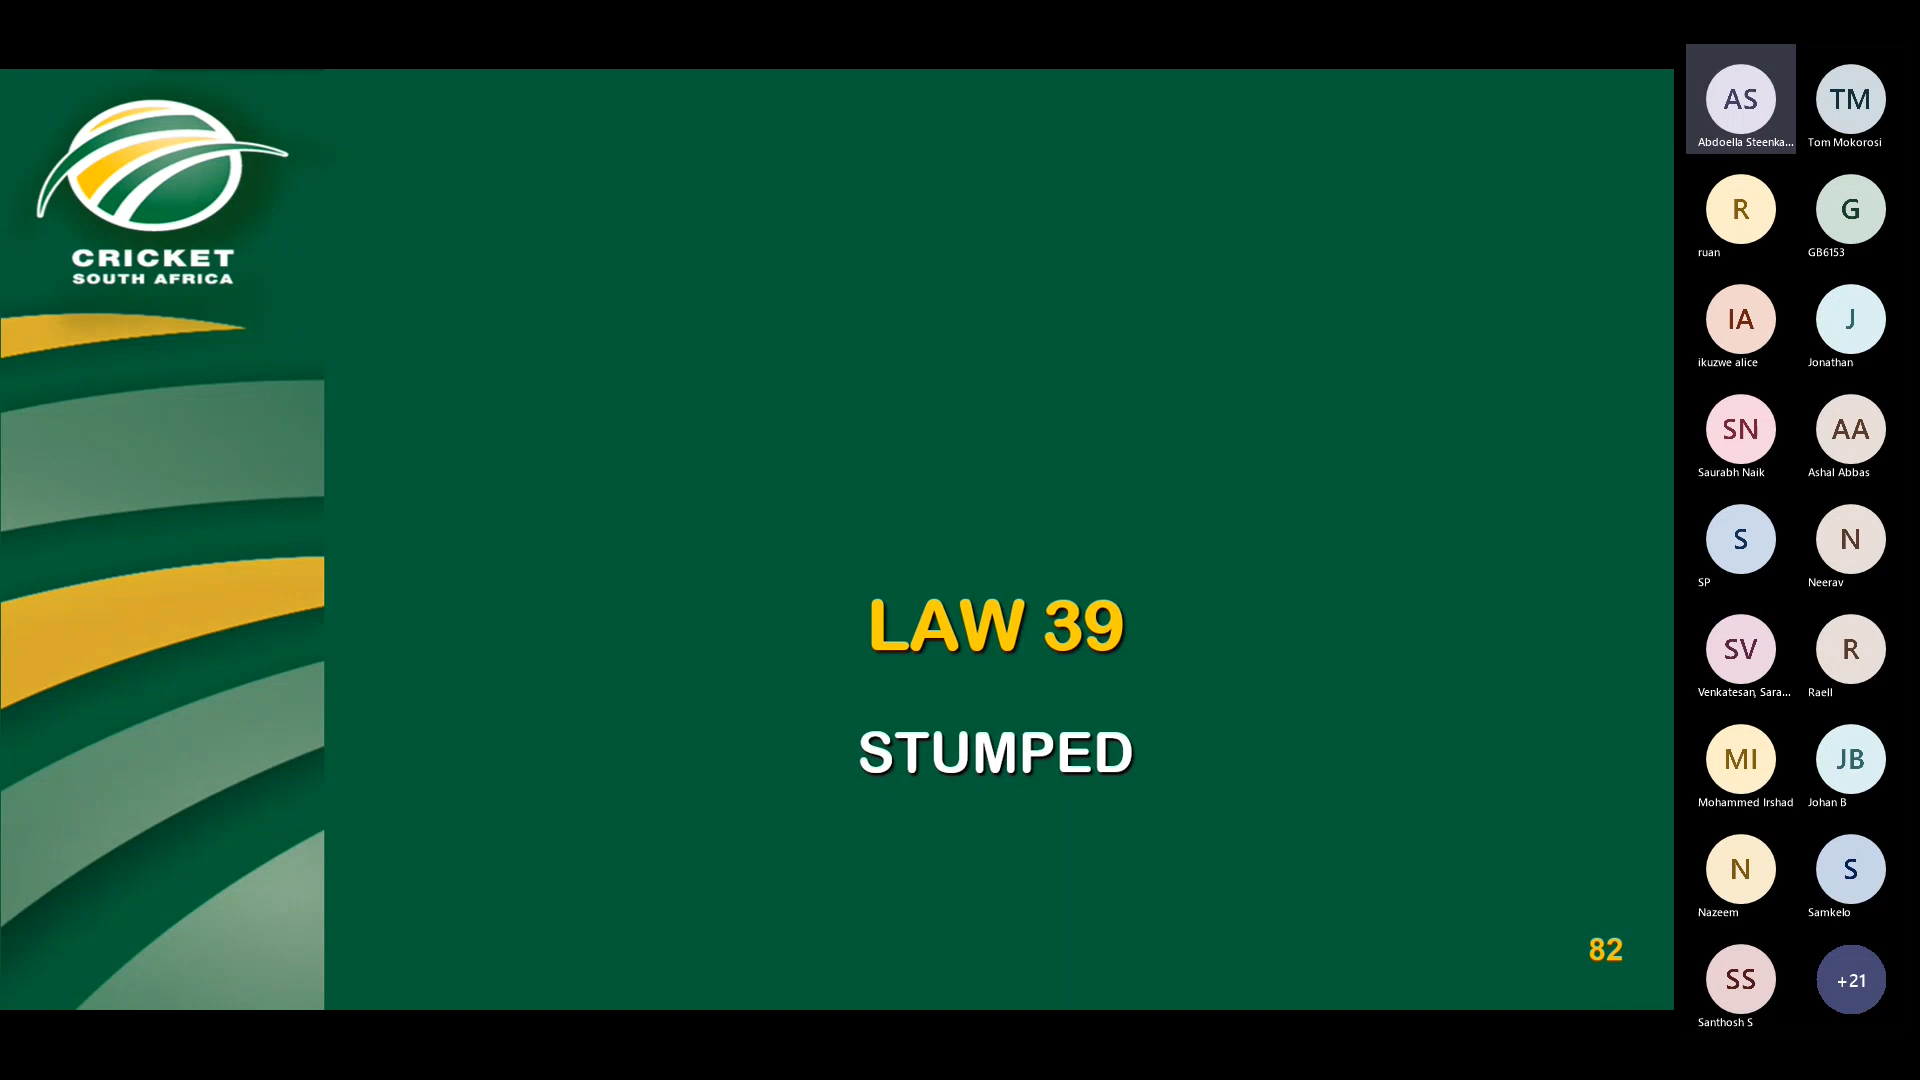 CRICKET
SOUTH AFRICA
LAW 39
STUMPED
82
AS
Abdoella Steenka...
TM
Tom Mokorosi
R
ruan
G
GB6153
IA
ikuzwe alice
J
Jonathan
SN
Saurabh Naik
AA
Ashal Abbas
S
SP
N
Neerav
SV
Venkatesan, Sara...
R
Raell
MI
Mohammed Irshad
JB
Johan B
N
Nazeem
S
Samkelo
SS
Santhosh S
+21